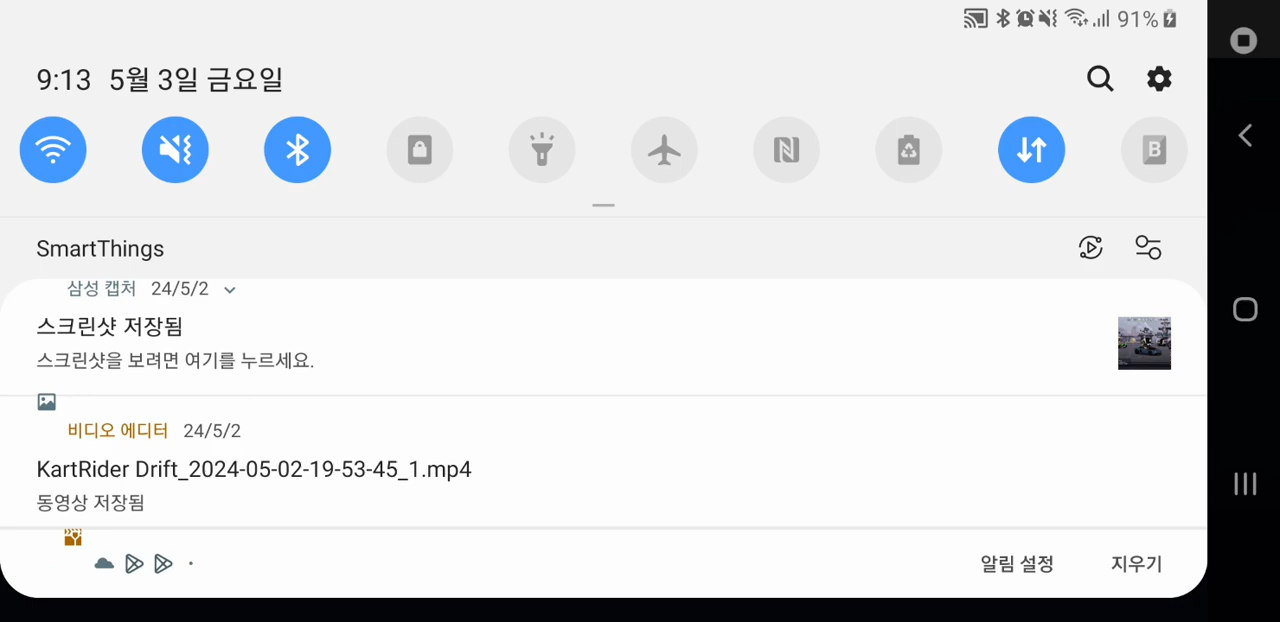 91%
9:13 5월 3일 금요일
SmartThings
삼성 캡처 24/5/2
스크린샷 저장됨
스크린샷을 보려면 여기를 누르세요.
비디오 에디터 24/5/2
KartRider Drift_2024-05-02-19-53-45_1.mp4
동영상 저장됨
알림 설정 지우기